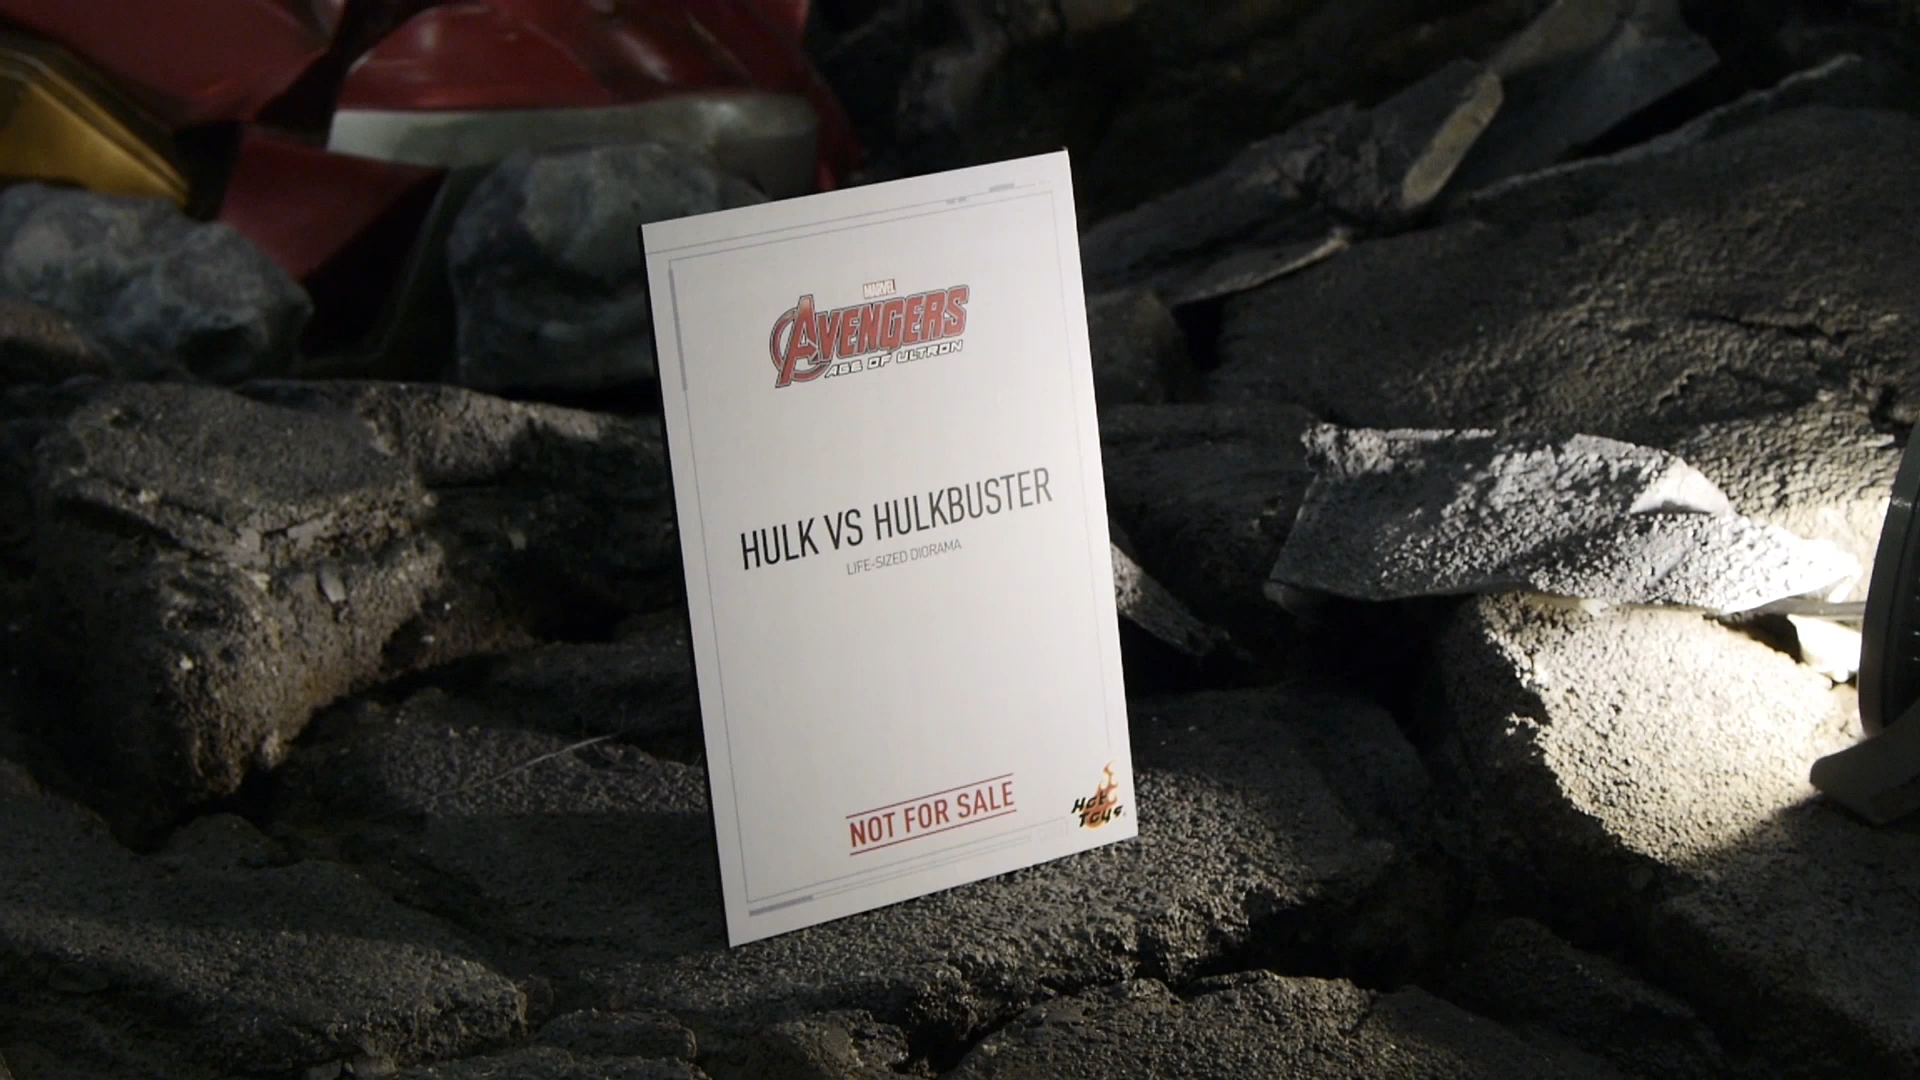 MARVEL
AVENGERS
AGE OF ULTRON
HULK VS HULKBUSTER
LIFE-SIZED DIORAMA
NOT FOR SALE
HOT
TOYS